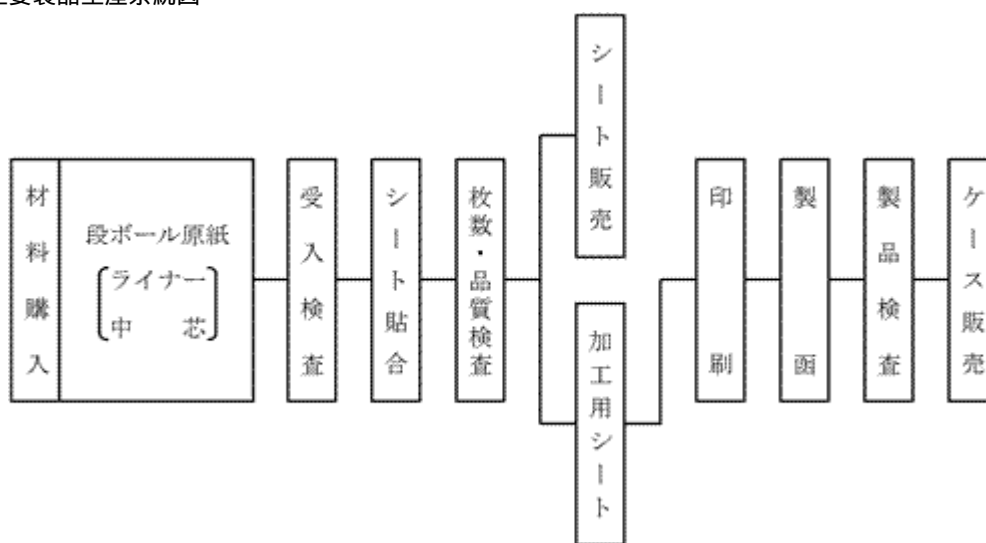 主要製品生産系統図
材料購入
段ボール原紙
ライナー
中 芯
受入検査
シート貼合
枚数・品質検査
シート販売
加工用シート
印刷
製函
製品検査
ケース販売